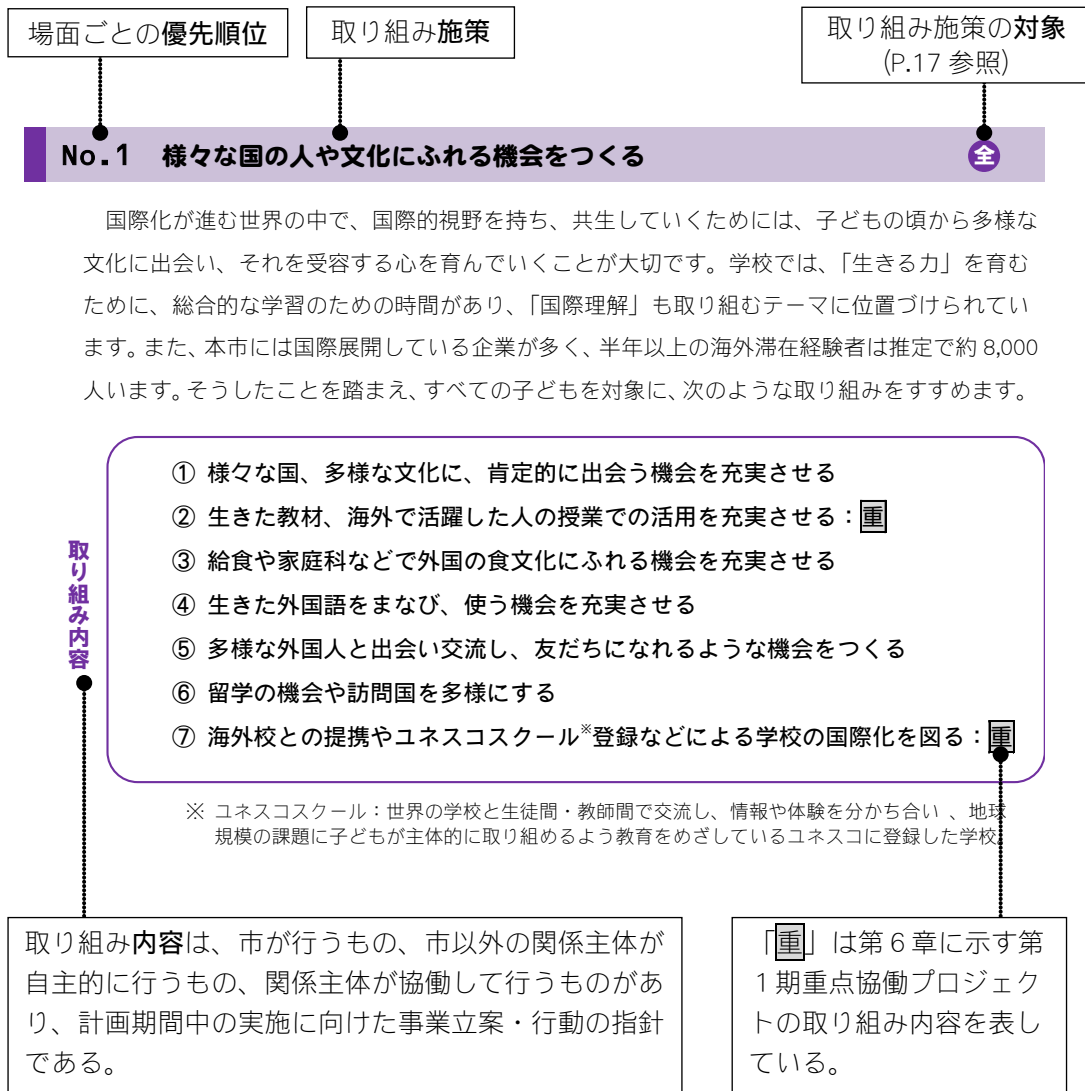 場面ごとの優先順位
取り組み施策
取り組み施策の対象
(P.17 参照)
No.1 様々な国の人や文化にふれる機会をつくる 全
国際化が進む世界の中で、国際的視野を持ち、共生していくためには、子どもの頃から多様な
文化に出会い、それを受容する心を育んでいくことが大切です。学校では、「生きる力」を育む
ために、総合的な学習のための時間があり、「国際理解」も取り組むテーマに位置づけられてい
ます。また、本市には国際展開している企業が多く、半年以上の海外滞在経験者は推定で約 8,000
人います。そうしたことを踏まえ、すべての子どもを対象に、次のような取り組みをすすめます。
取り組み内容
① 様々な国、多様な文化に、肯定的に出会う機会を充実させる
② 生きた教材、海外で活躍した人の授業での活用を充実させる：重
③ 給食や家庭科などで外国の食文化にふれる機会を充実させる
④ 生きた外国語をまなび、使う機会を充実させる
⑤ 多様な外国人と出会い交流し、友だちになれるような機会をつくる
⑥ 留学の機会や訪問国を多様にする
⑦ 海外校との提携やユネスコスクール※登録などによる学校の国際化を図る：重
※ ユネスコスクール：世界の学校と生徒間・教師間で交流し、情報や体験を分かち合い 、地球
規模の課題に子どもが主体的に取り組めるよう教育をめざしているユネスコに登録した学校。
取り組み内容は、市が行うもの、市以外の関係主体が
自主的に行うもの、関係主体が協働して行うものがあ
り、計画期間中の実施に向けた事業立案・行動の指針
である。
「重」は第６章に示す第
１期重点協働プロジェク
トの取り組み内容を表し
ている。